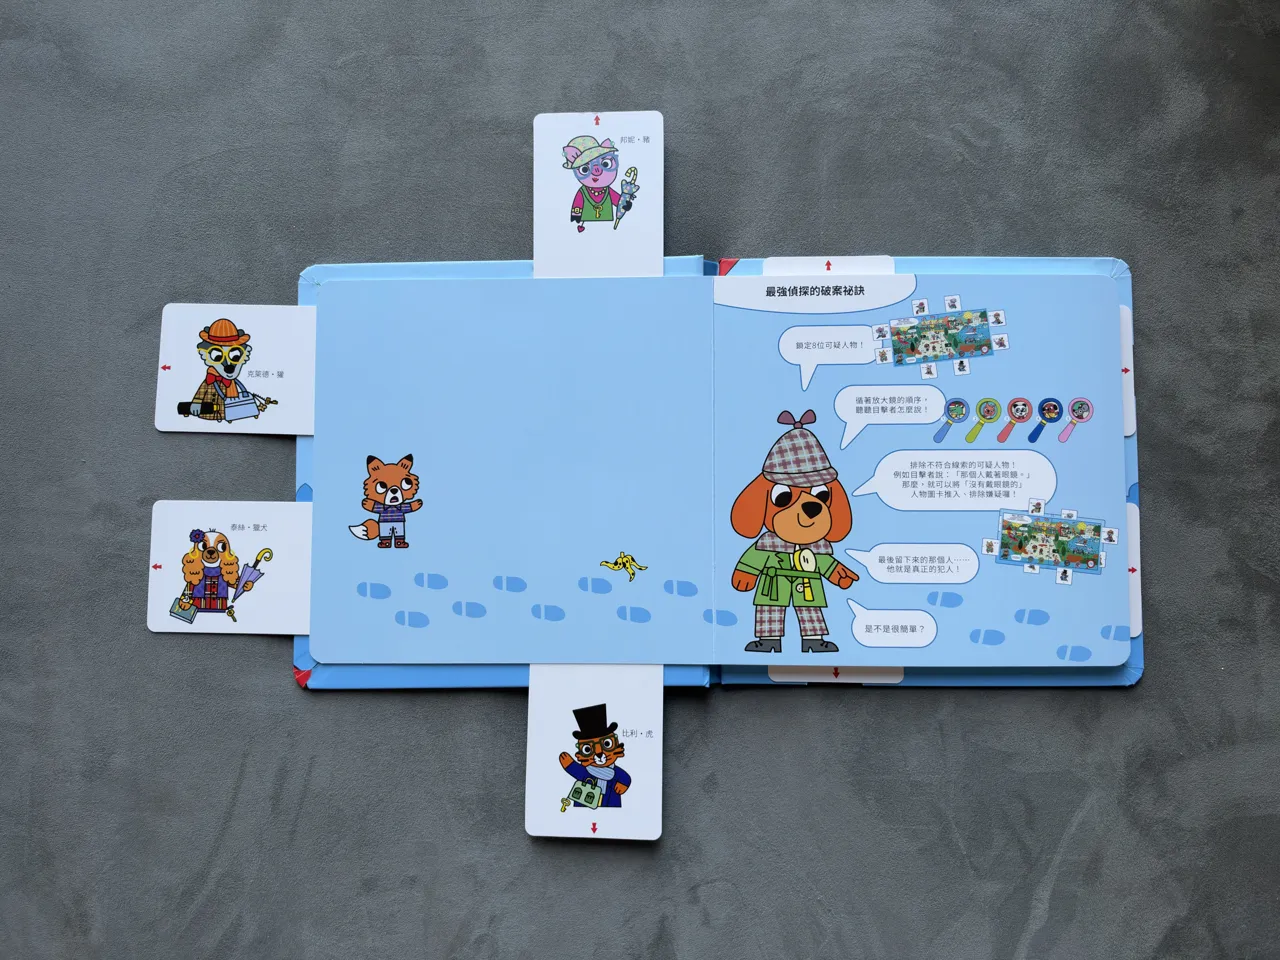 邦妮・豬
克萊德・獾
泰絲・獵犬
比利・虎
最強偵探的破案祕訣
鎖定8位可疑人物！
循著放大鏡的順序，
聽聽目擊者怎麼說！
排除不符合線索的可疑人物！
例如目擊者說：「那個人戴著眼鏡。」
那麼，就可以將「沒有戴眼鏡的」
人物圖卡推入、排除嫌疑囉！
最後留下來的那個人……
他就是真正的犯人！
是不是很簡單？